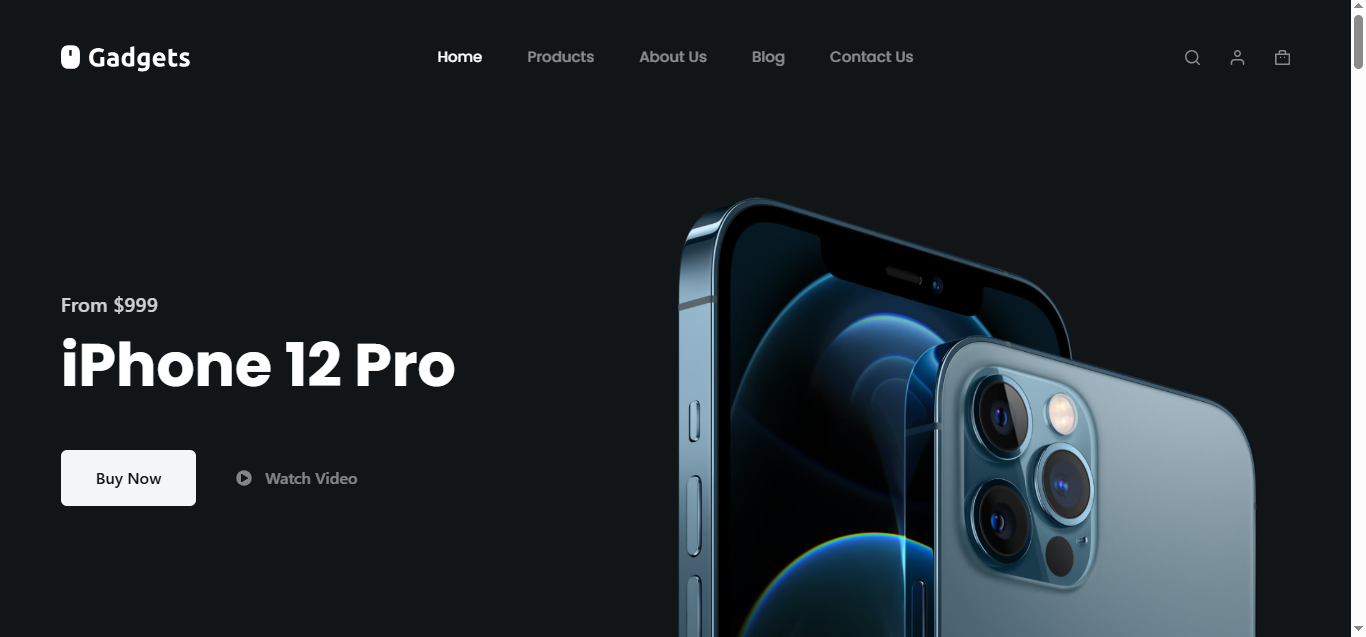 Gadgets
Home Products About Us Blog Contact Us
From $999
iPhone 12 Pro
Buy Now Watch Video